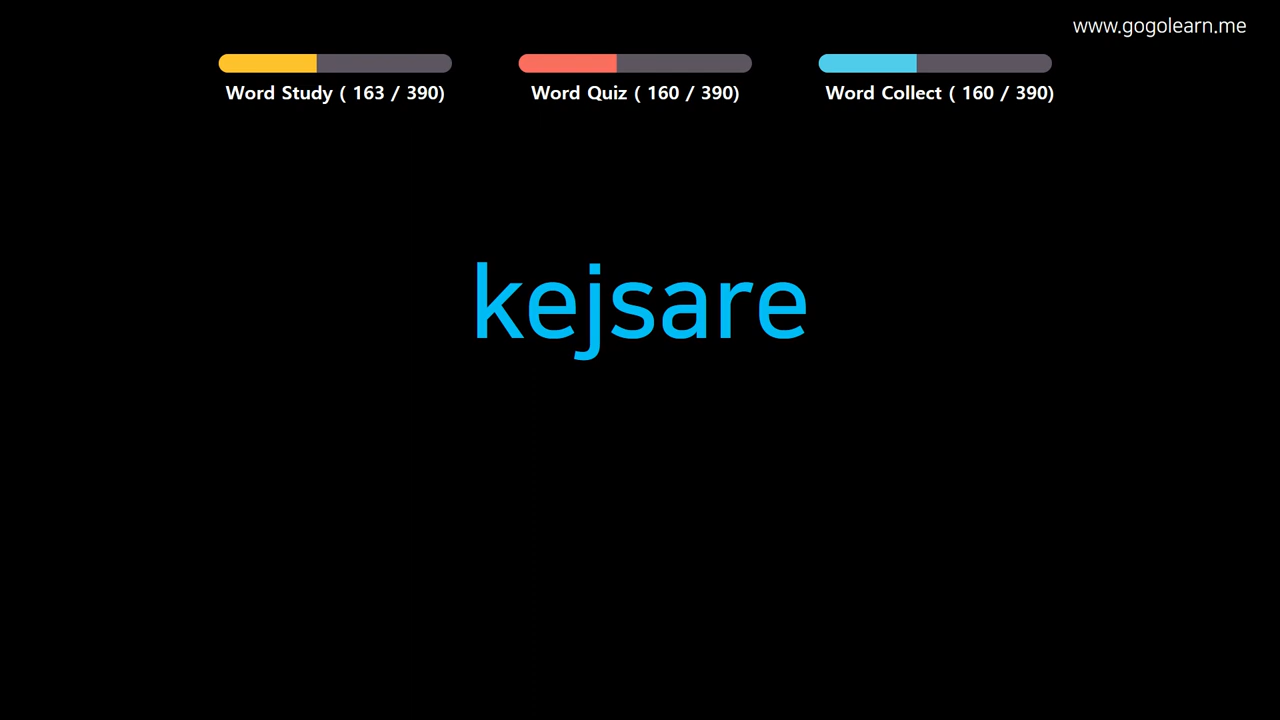 www.gogolearn.me
Word Study ( 163 / 390)
Word Quiz ( 160 / 390)
Word Collect ( 160 / 390)
kejsare